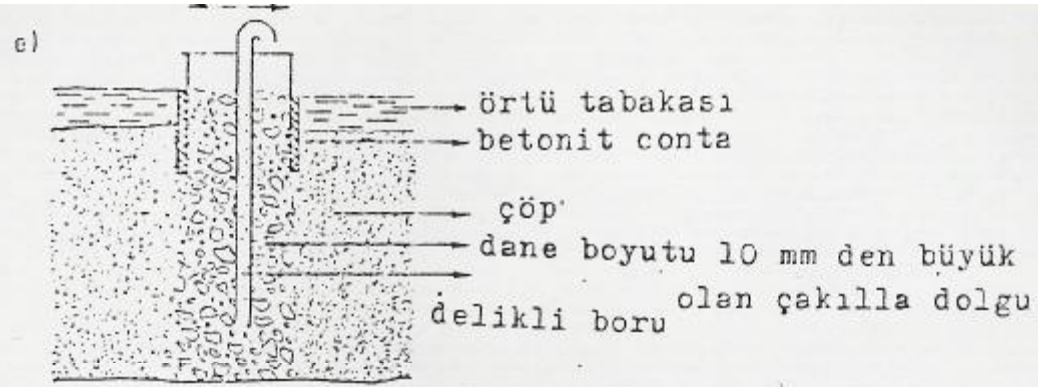 c)
örtü tabakası
betonit conta
çöp
dane boyutu 10 mm den büyük
olan çakılla dolgu
delikli boru